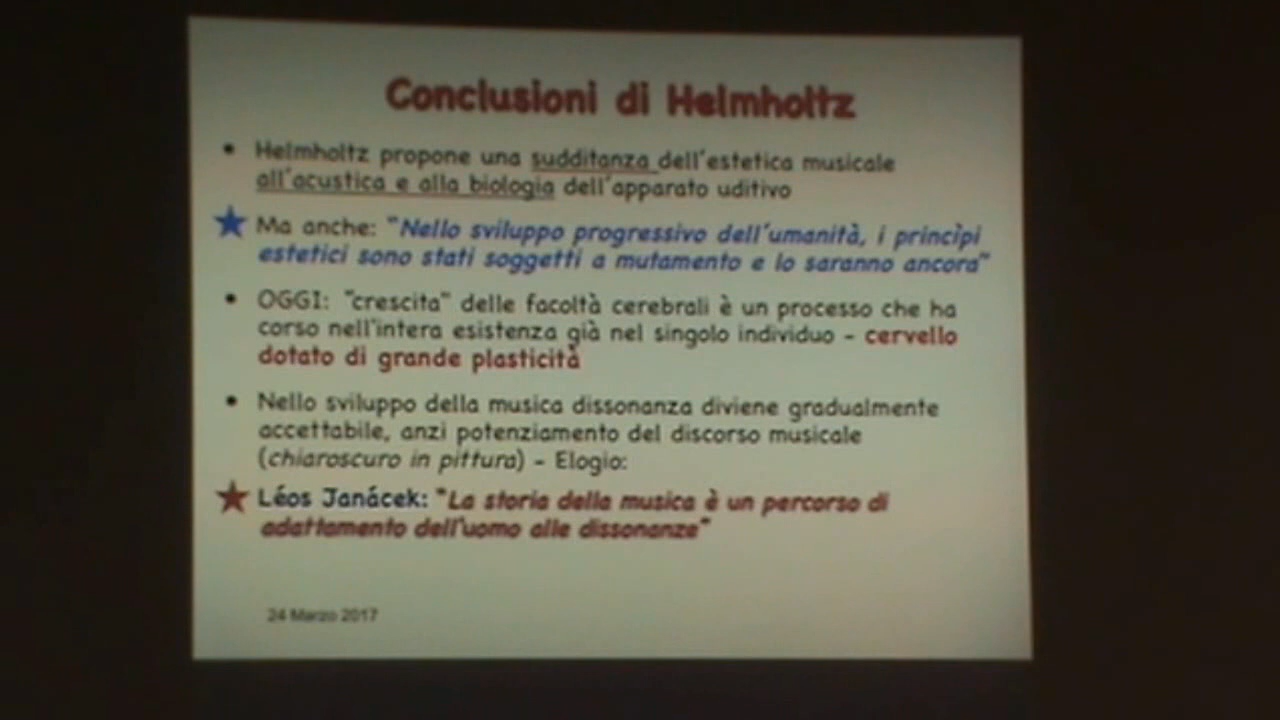 Conclusioni di Helmholtz
• Helmholtz propone una sudditanza dell'estetica musicale
all'acustica e alla biologia dell'apparato uditivo
Ma anche: "Nello sviluppo progressivo dell'umanità, i princìpi
estetici sono stati soggetti a mutamento e lo saranno ancora"
• OGGI: "crescita" delle facoltà cerebrali è un processo che ha
corso nell'intera esistenza già nel singolo individuo - cervello
dotato di grande plasticità
• Nello sviluppo della musica dissonanza diviene gradualmente
accettabile, anzi potenziamento del discorso musicale
(chiaroscuro in pittura) - Elogio:
Léos Janácek: "La storia della musica è un percorso di
adattamento dell'uomo alle dissonanze"
24 Marzo 2017